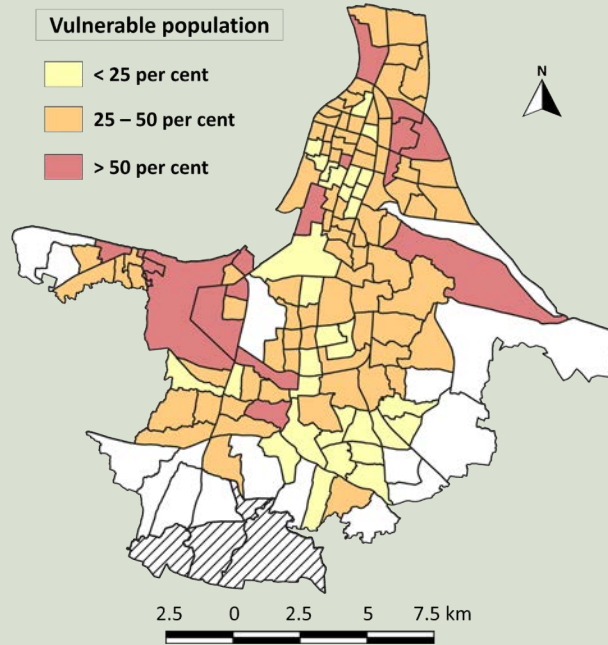 Vulnerable population
< 25 per cent
25 – 50 per cent
> 50 per cent
N
2.5 0 2.5 5 7.5 km